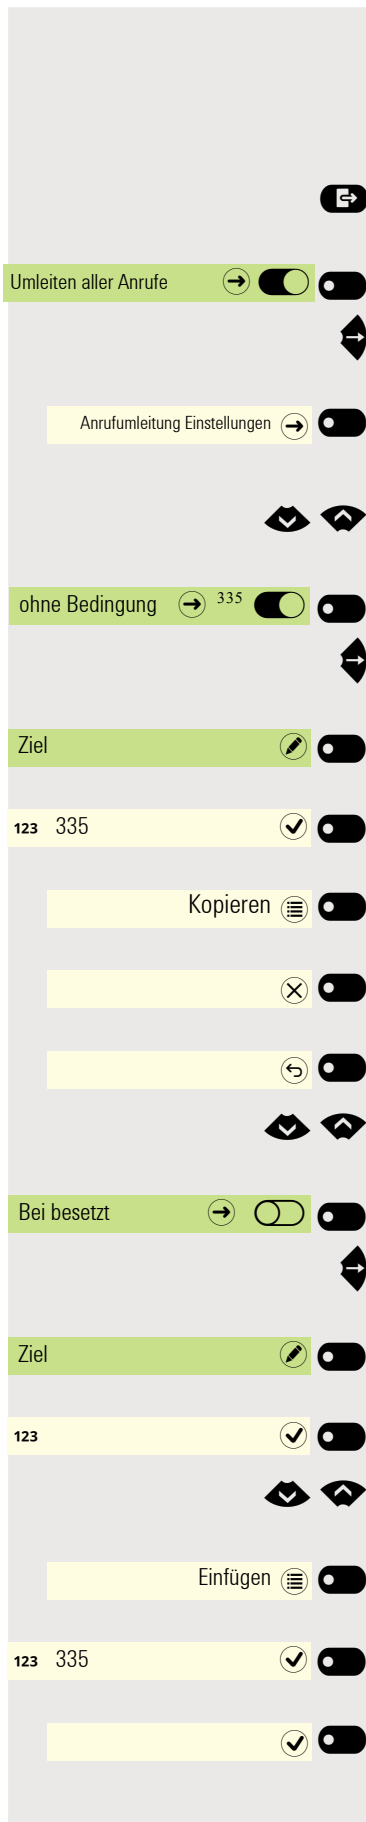 Umleiten aller Anrufe
Anrufumleitung Einstellungen
ohne Bedingung 335
Ziel
123 335
Kopieren
Bei besetzt
Ziel
123
Einfügen
123 335